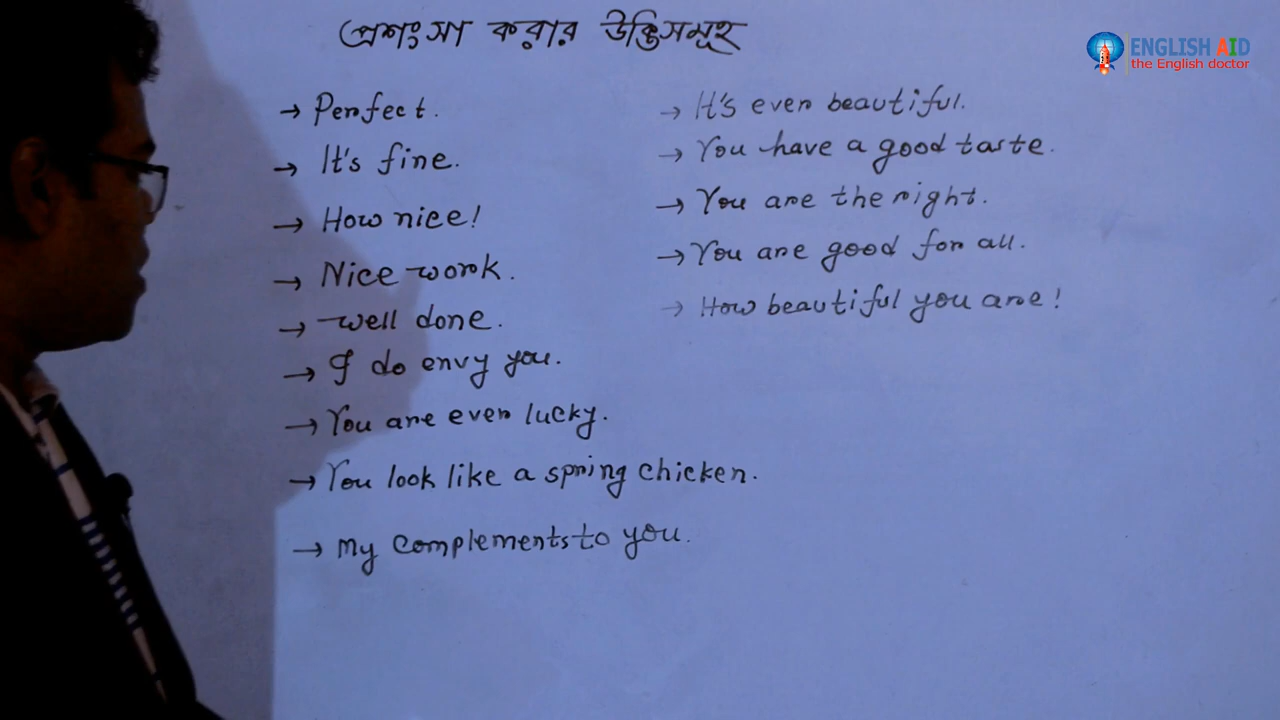 প্রশংসা করার উক্তিসমূহ
ENGLISH AID
the English doctor
→ Perfect.
→ It's fine.
→ How nice!
→ Nice work.
→ well done.
→ I do envy you.
→ You are even lucky.
→ You look like a spring chicken.
→ My complements to you.
→ It's even beautiful.
→ You have a good taste.
→ You are the right.
→ You are good for all.
→ How beautiful you are!